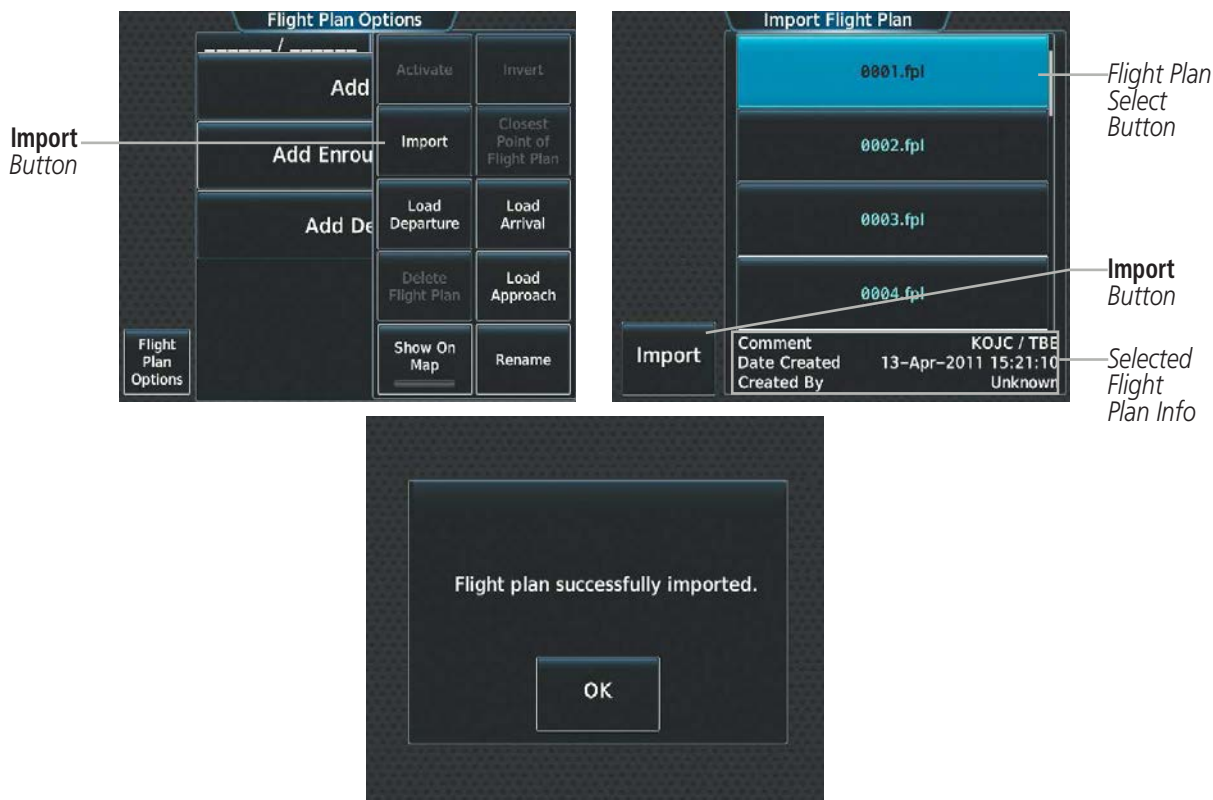 Flight Plan Options
______ / ______
Add
Add Enrou
Add De
Activate
Invert
Import
Closest
Point of
Flight Plan
Load
Departure
Load
Arrival
Delete
Flight Plan
Load
Approach
Show On
Map
Rename
Flight
Plan
Options
Import
Button
Import Flight Plan
0001.fpl
0002.fpl
0003.fpl
0004.fpl
Import
Comment KOJC / TBE
Date Created 13-Apr-2011 15:21:10
Created By Unknown
Flight Plan
Select
Button
Import
Button
Selected
Flight
Plan Info
Flight plan successfully imported.
OK